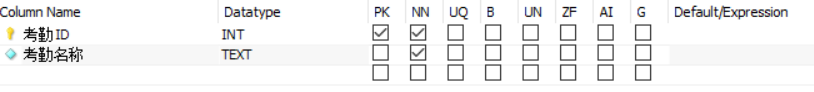 Column Name Datatype PK NN UQ B UN ZF AI G Default/Expression
考勤ID INT
考勤名称 TEXT